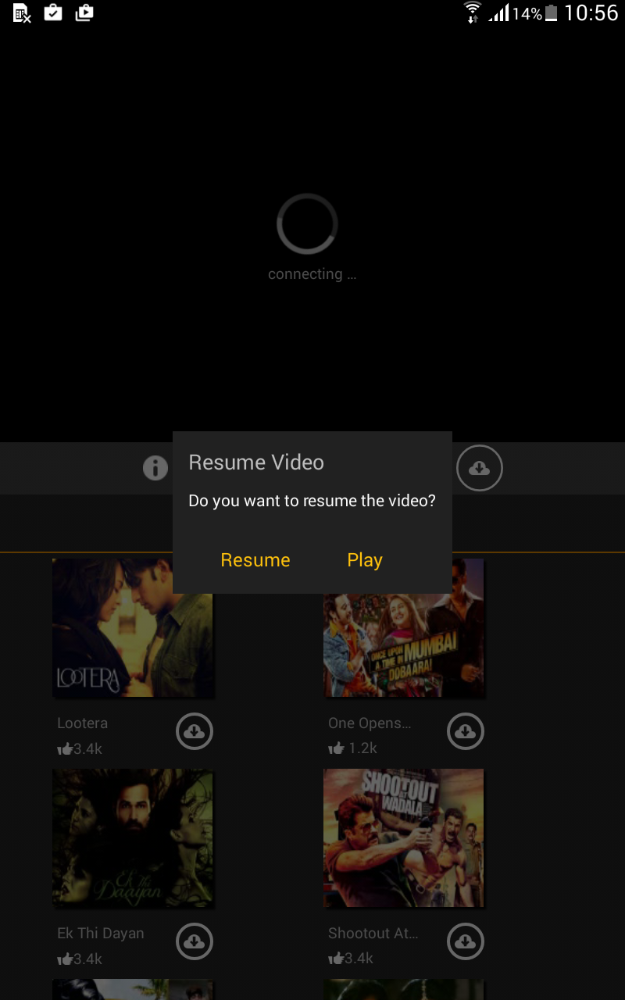 14% 10:56
connecting ...
Resume Video
Do you want to resume the video?
Resume Play
LOOTERA
ONCE UPON
A TIME IN MUMBAI
DOBAARA!
Lootera
3.4k
One Opens...
1.2k
Ek Thi
Daayan
SHOOTOUT
AT
WADALA
Ek Thi Dayan
3.4k
Shootout At...
3.4k